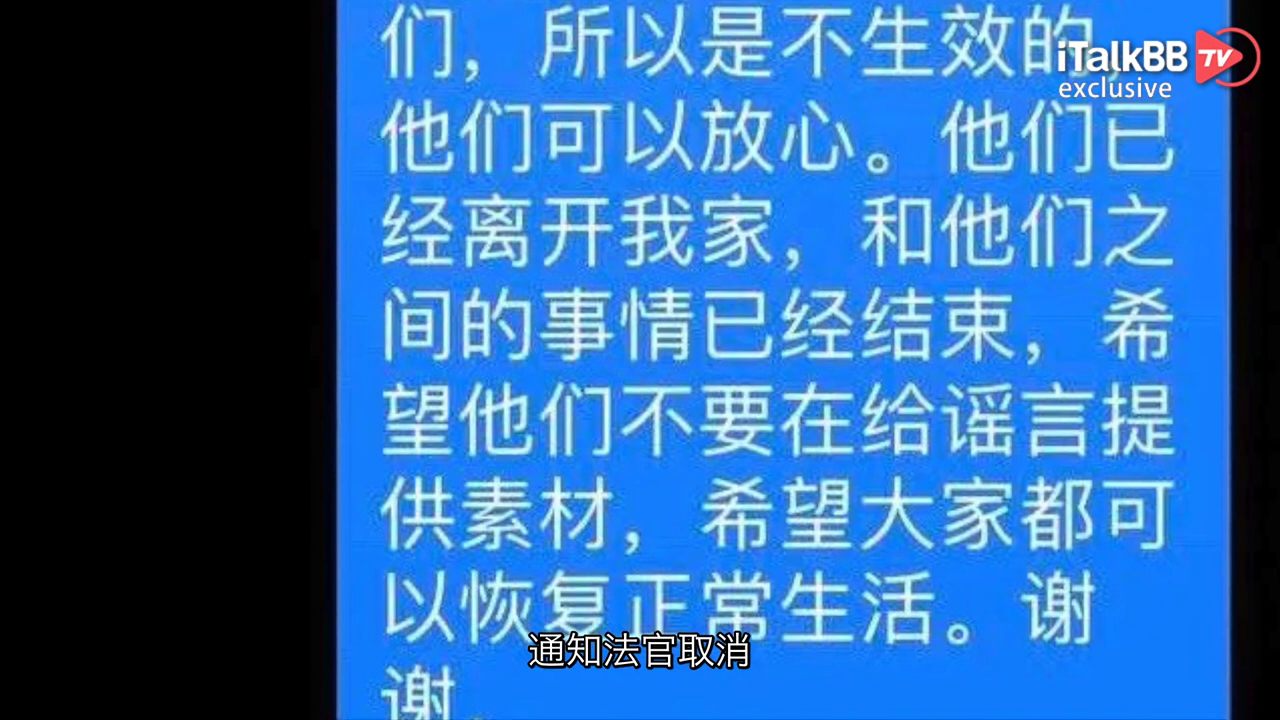 们，所以是不生效的，
iTalkBB TV
exclusive
他们可以放心。他们已
经离开我家，和他们之
间的事情已经结束，希
望他们不要在给谣言提
供素材，希望大家都可
以恢复正常生活。谢
通知法官取消
谢。